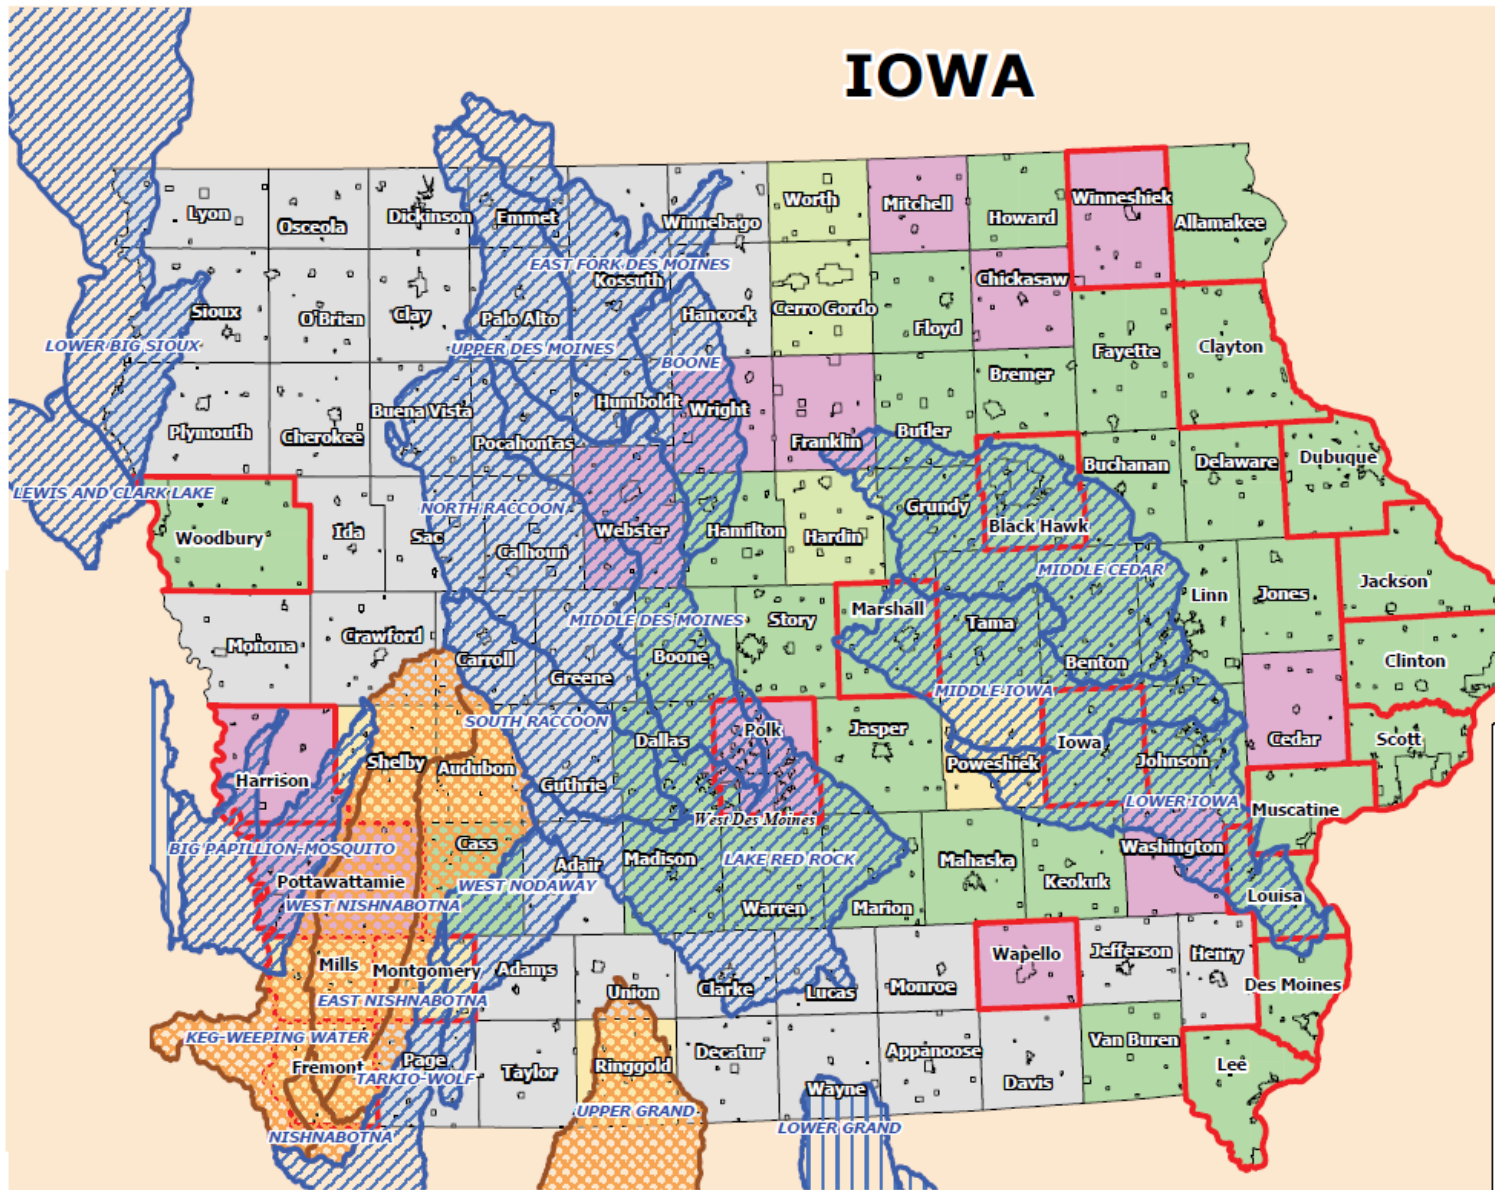 IOWA
Lyon
Osceola
Dickinson
Emmet
Winnebago
Worth
Mitchell
Howard
Winneshiek
Allamakee
EAST FORK DES MOINES
Kossuth
Chickasaw
Sioux
O'Brien
Clay
Palo Alto
Hancock
Cerro Gordo
Floyd
LOWER BIG SIOUX
UPPER DES MOINES
BOONE
Fayette
Clayton
Bremer
Buena Vista
Humboldt
Wright
Plymouth
Cherokee
Pocahontas
Franklin
Butler
Buchanan
Delaware
Dubuque
LEWIS AND CLARK LAKE
NORTH RACCOON
Grundy
Black Hawk
Woodbury
Ida
Sac
Calhoun
Webster
Hamilton
Hardin
MIDDLE CEDAR
Jackson
Linn
Jones
Marshall
MIDDLE DES MOINES
Story
Tama
Mohona
Crawford
Carroll
Boone
Benton
Clinton
Greene
MIDDLE IOWA
SOUTH RACCOON
Dallas
Polk
Jasper
Iowa
Cedar
Scott
Harrison
Shelby
Audubon
Guthrie
Poweshiek
Johnson
LOWER IOWA
Muscatine
West Des Moines
BIG PAPILLION-MOSQUITO
Cass
Adair
Madison
LAKE RED ROCK
Mahaska
Washington
Pottawattamie
WEST NODAWAY
Keokuk
Louisa
WEST NISHNABOTNA
Warren
Marion
Mills
Montgomery
Adams
Union
Clarke
Lucas
Monroe
Wapello
Jefferson
Henry
Des Moines
EAST NISHNABOTNA
KEG-WEEPING WATER
Fremont
Page
Taylor
Ringgold
Decatur
Wayne
Appanoose
Davis
Van Buren
Lee
TARKIO-WOLF
UPPER GRAND
LOWER GRAND
NISHNABOTNA